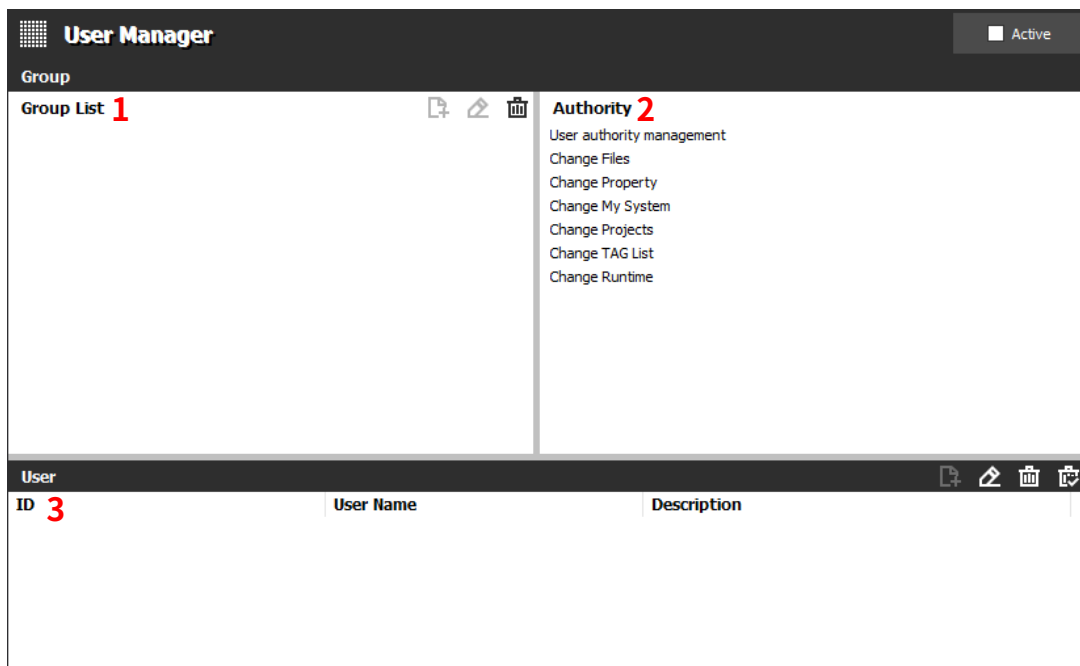 User Manager
Active
Group
Group List 1
Authority 2
User authority management
Change Files
Change Property
Change My System
Change Projects
Change TAG List
Change Runtime
User
ID 3 User Name Description